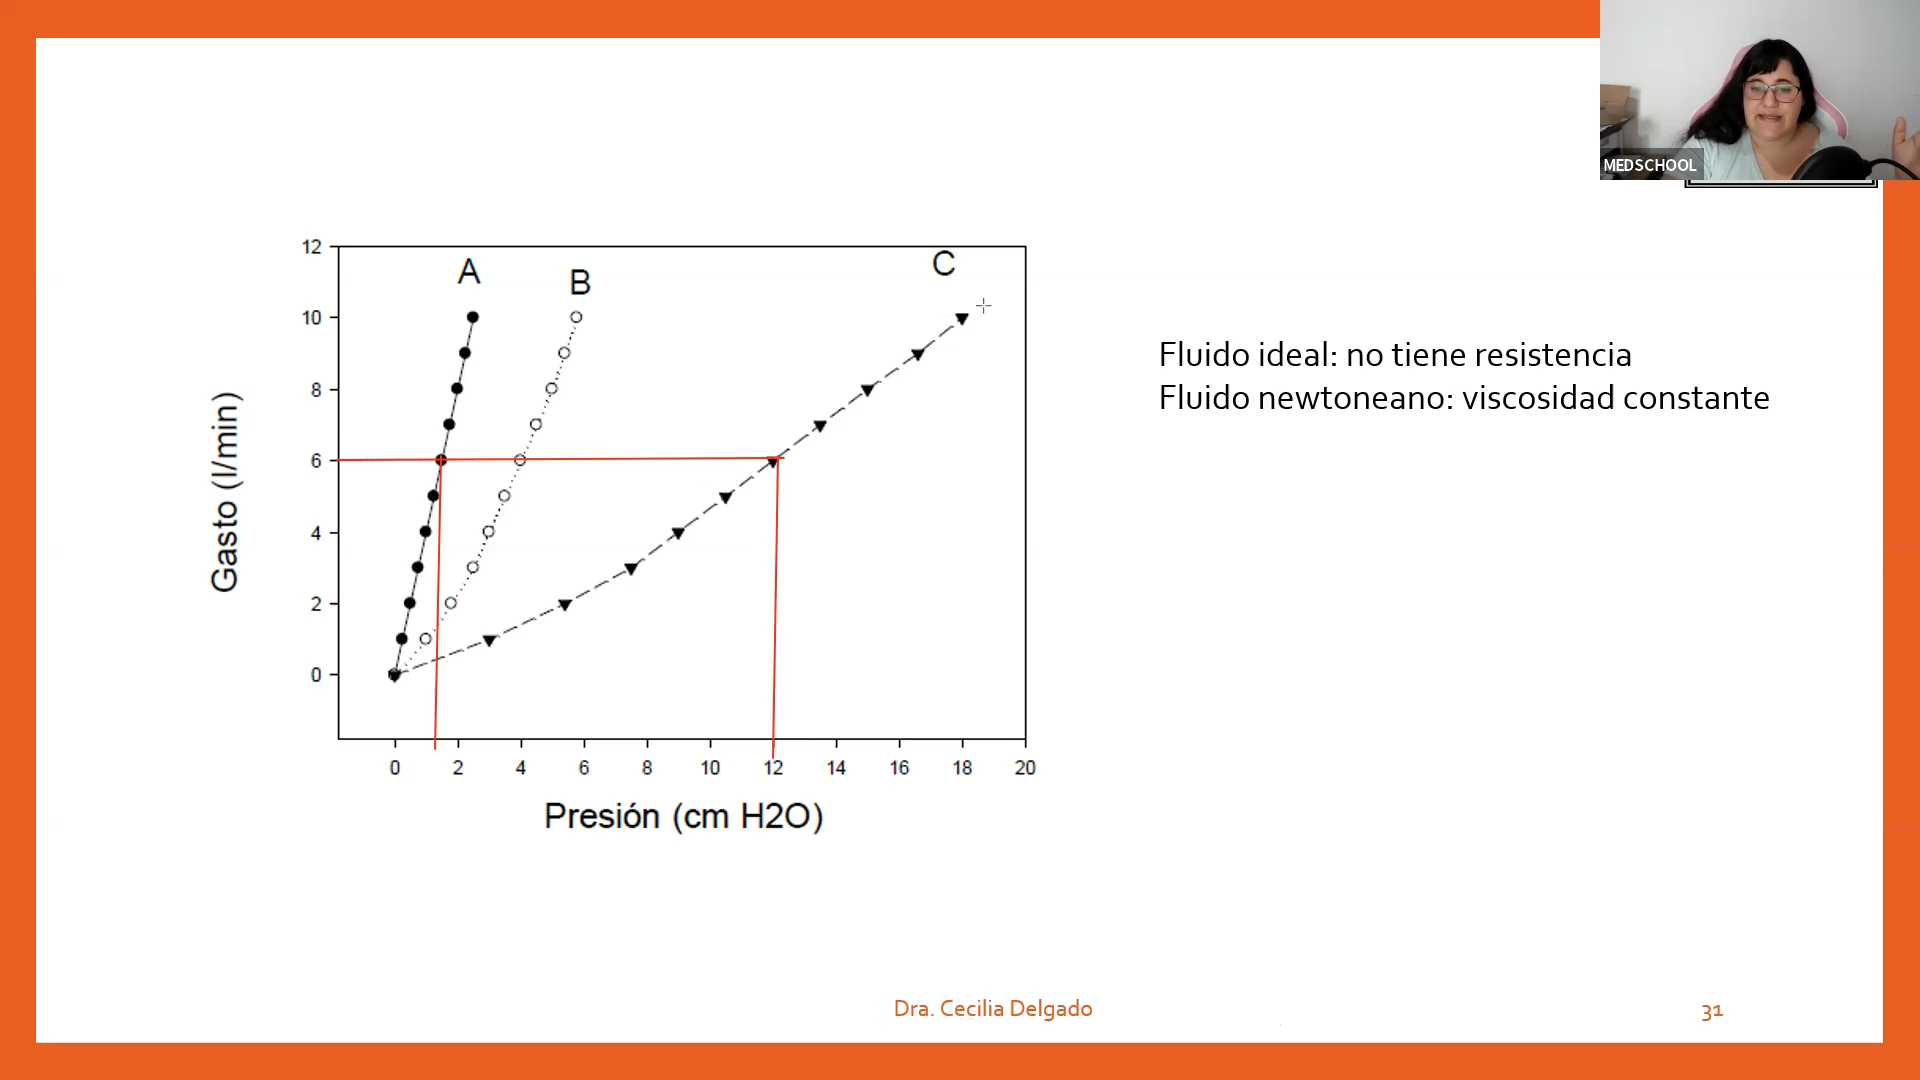 MEDSCHOOL
A
B
C
12
10
8
6
4
2
0
Gasto (l/min)
0 2 4 6 8 10 12 14 16 18 20
Presión (cm H2O)
Fluido ideal: no tiene resistencia
Fluido newtoneano: viscosidad constante
Dra. Cecilia Delgado
31